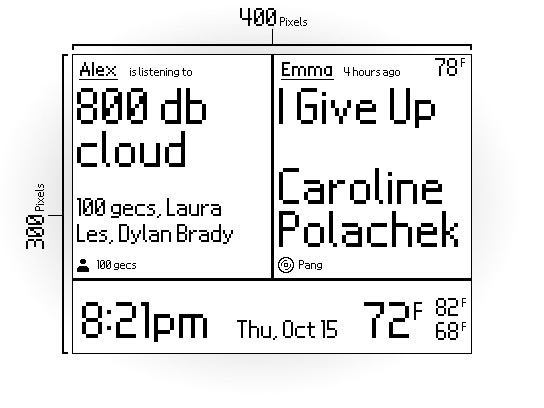 400 Pixels
300 Pixels
Alex is listening to
800 db
cloud
100 gecs, Laura
Les, Dylan Brady
100 gecs
Emma 4 hours ago 78F
I Give Up
Caroline
Polachek
Pang
8:21pm Thu, Oct 15 72F 82F
68F